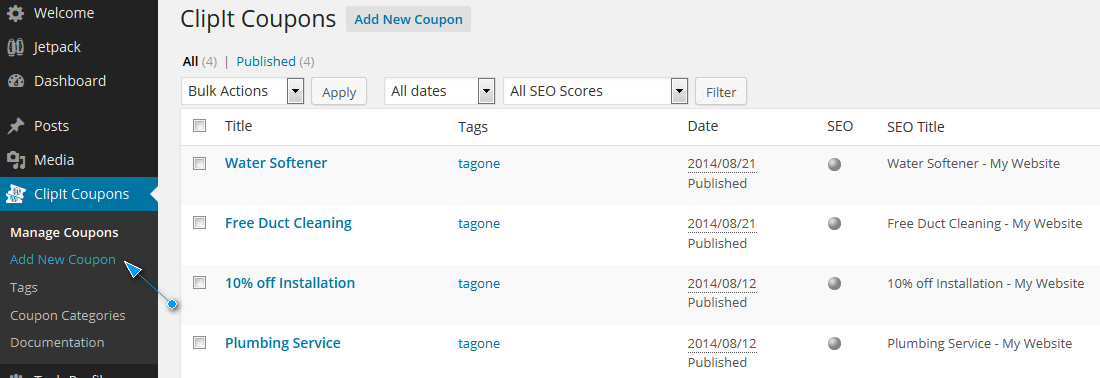 Welcome
Jetpack
Dashboard
Posts
Media
ClipIt Coupons
Manage Coupons
Add New Coupon
Tags
Coupon Categories
Documentation
ClipIt Coupons Add New Coupon
All (4) | Published (4)
Bulk Actions Apply All dates All SEO Scores Filter
Title Tags Date SEO SEO Title
Water Softener tagone 2014/08/21 Water Softener - My Website
Published
Free Duct Cleaning tagone 2014/08/21 Free Duct Cleaning - My Website
Published
10% off Installation tagone 2014/08/12 10% off Installation - My Website
Published
Plumbing Service tagone 2014/08/12 Plumbing Service - My Website
Published